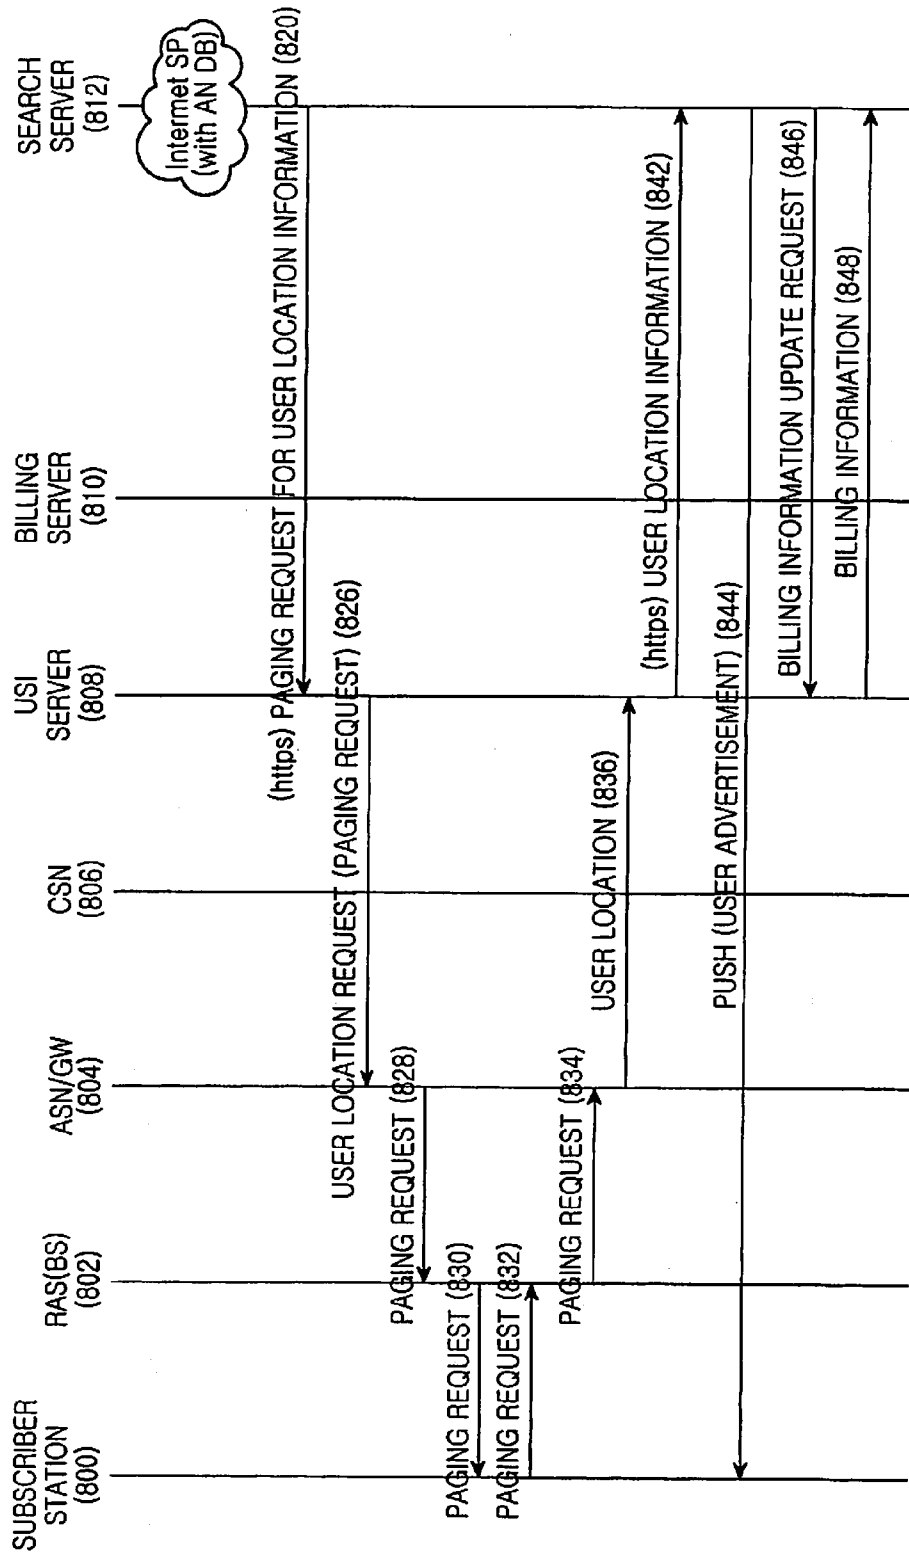 SUBSCRIBER
STATION
(800)
RAS(BS)
(802)
ASN/GW
(804)
CSN
(806)
USI
SERVER
(808)
BILLING
SERVER
(810)
SEARCH
SERVER
(812)
Internet SP
(with AN DB)
(https) PAGING REQUEST FOR USER LOCATION INFORMATION (820)
USER LOCATION REQUEST (PAGING REQUEST) (826)
PAGING REQUEST (828)
PAGING REQUEST (830)
PAGING REQUEST (832)
PAGING REQUEST (834)
USER LOCATION (836)
(https) USER LOCATION INFORMATION (842)
PUSH (USER ADVERTISEMENT) (844)
BILLING INFORMATION UPDATE REQUEST (846)
BILLING INFORMATION (848)